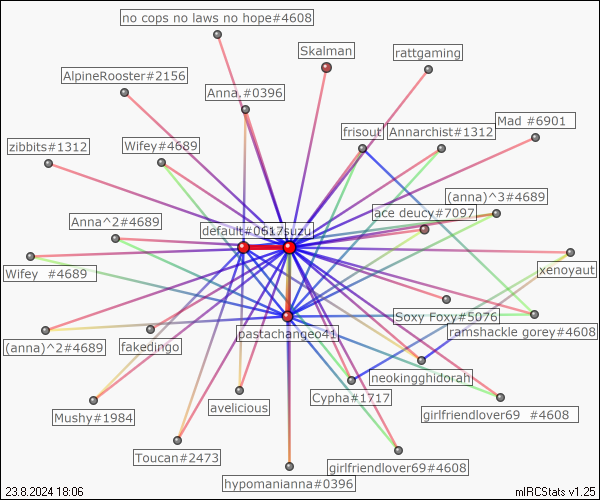 no cops no laws no hope#4608
Skalman
rattgaming
AlpineRooster#2156
Anna.#0396
Mad #6901
frisout
Annarchist#1312
zibbits#1312
Wifey#4689
(anna)^3#4689
ace deucy#7097
Anna^2#4689
default#0617
suzu
Wifey #4689
xenoyaut
Soxy Foxy#5076
ramshackle gorey#4608
pastachangeo41
(anna)^2#4689
fakedingo
neokingghidorah
Cypha#1717
avelicious
Mushy#1984
girlfriendlover69 #4608
Toucan#2473
girlfriendlover69#4608
hypomanianna#0396
23.8.2024 18:06
mIRCStats v1.25